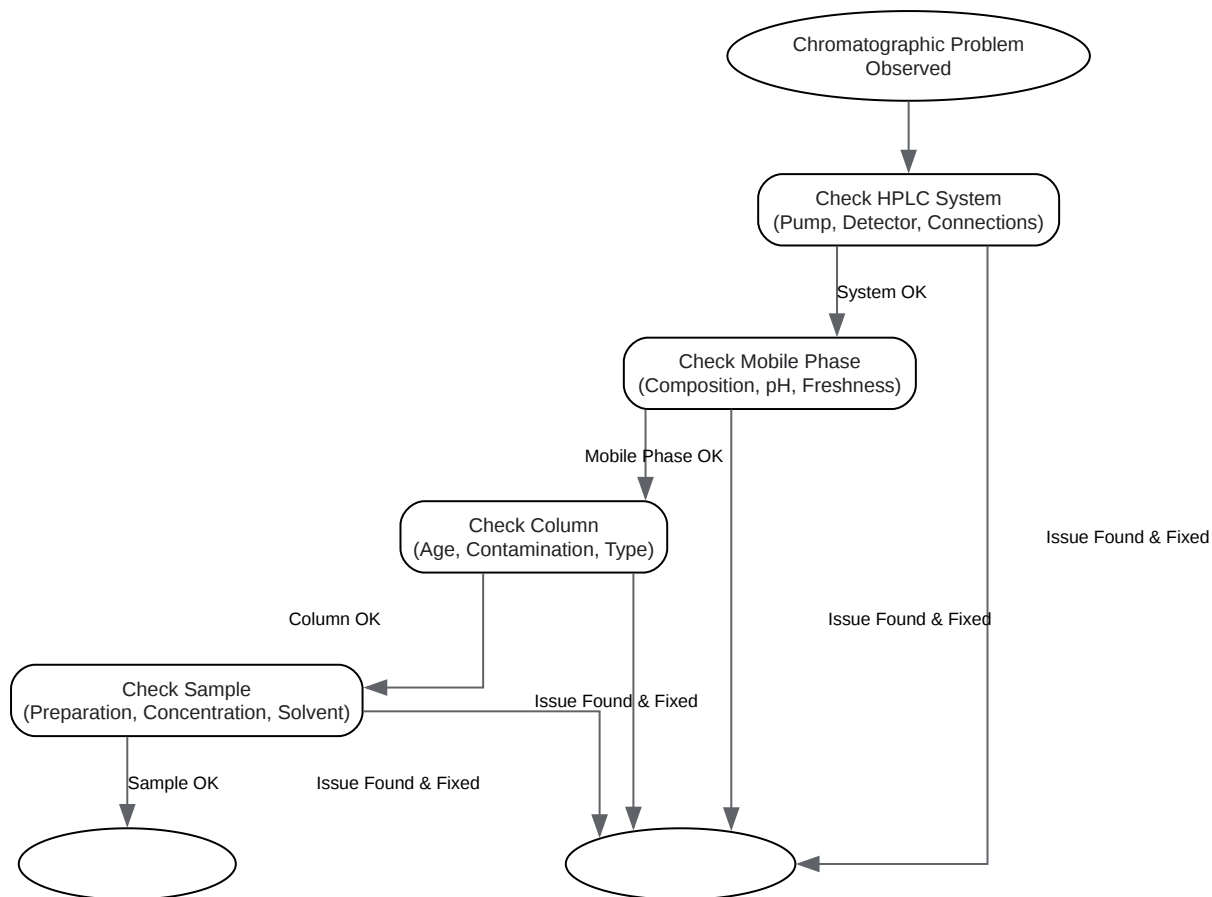 Chromatographic Problem
Observed
Check HPLC System
(Pump, Detector, Connections)
System OK
Check Mobile Phase
(Composition, pH, Freshness)
Mobile Phase OK
Check Column
(Age, Contamination, Type)
Issue Found & Fixed
Column OK
Issue Found & Fixed
Check Sample
(Preparation, Concentration, Solvent)
Issue Found & Fixed
Sample OK
Issue Found & Fixed